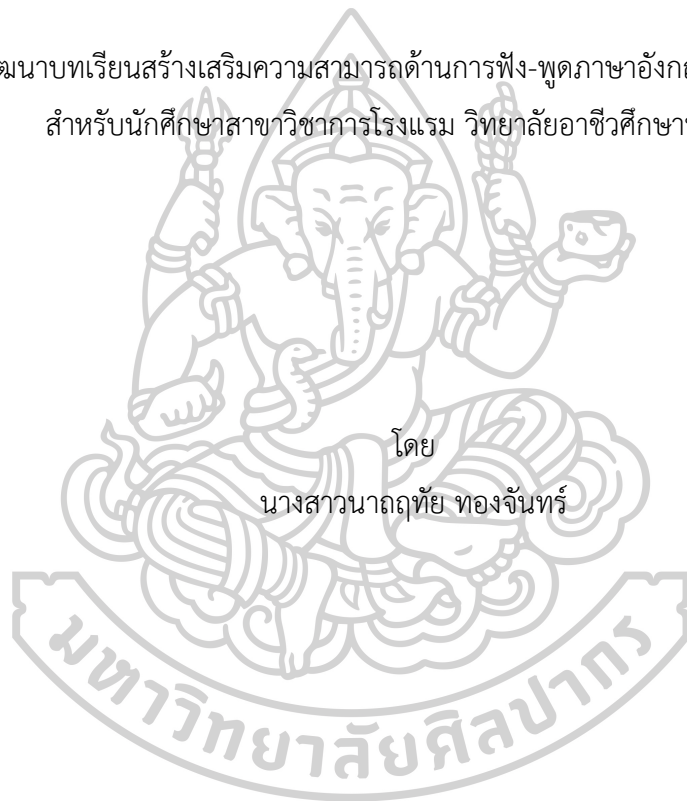 ฒนาบทเรียนสร้างเสริมความสามารถด้านการฟัง-พูดภาษาอังกฤ
สำหรับนักศึกษาสาขาวิชาการโรงแรม วิทยาลัยอาชีวศึกษา
โดย
นางสาวนาถฤทัย ทองจันทร์
มหาวิทยาลัยศิลปากร